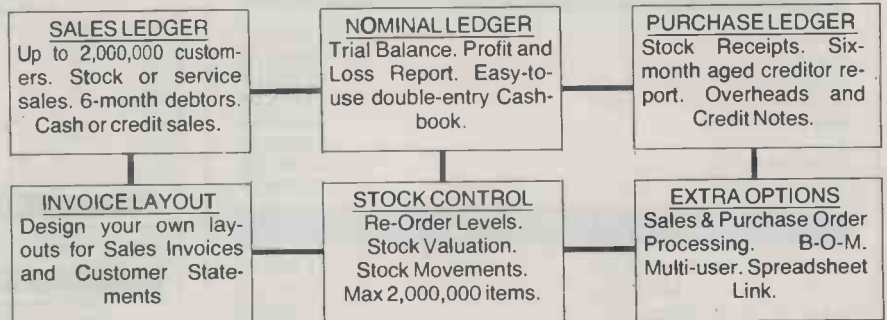 SALES LEDGER
Up to 2,000,000 custom-
ers. Stock or service
sales. 6-month debtors.
Cash or credit sales.
NOMINAL LEDGER
Trial Balance. Profit and
Loss Report. Easy-to-
use double-entry Cash-
book.
PURCHASE LEDGER
Stock Receipts. Six-
month aged creditor re-
port. Overheads and
Credit Notes.
INVOICE LAYOUT
Design your own lay-
outs for Sales Invoices
and Customer State-
ments
STOCK CONTROL
Re-Order Levels.
Stock Valuation.
Stock Movements.
Max 2,000,000 items.
EXTRA OPTIONS
Sales & Purchase Order
Processing. B-O-M.
Multi-user. Spreadsheet
Link.